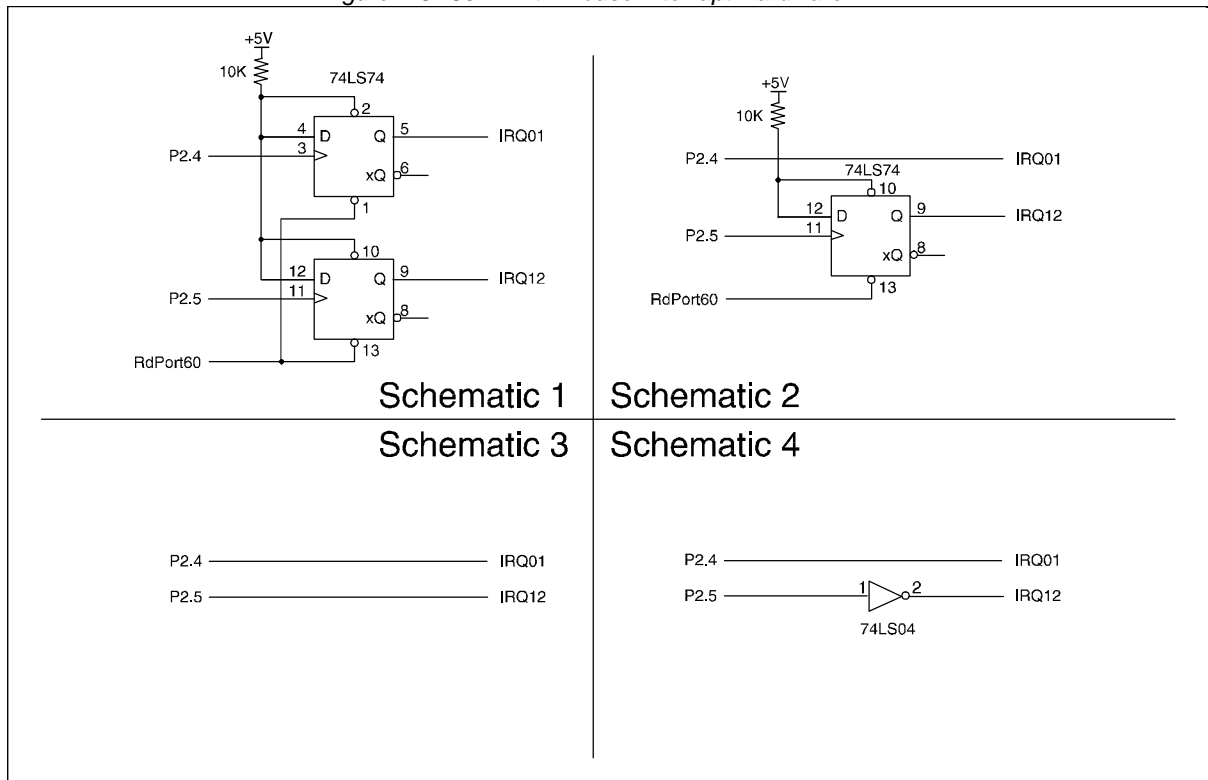 +5V
10K
74LS74
2
4 D Q 5 IRQ01
P2.4 3
xQ 6
1
10
12 D Q 9 IRQ12
P2.5 11
xQ 8
13
RdPort60
Schematic 1
+5V
10K
P2.4 IRQ01
74LS74
10
12 D Q 9 IRQ12
P2.5 11
xQ 8
13
RdPort60
Schematic 2
Schematic 3
P2.4 IRQ01
P2.5 IRQ12
Schematic 4
P2.4 IRQ01
P2.5 1 2 IRQ12
74LS04